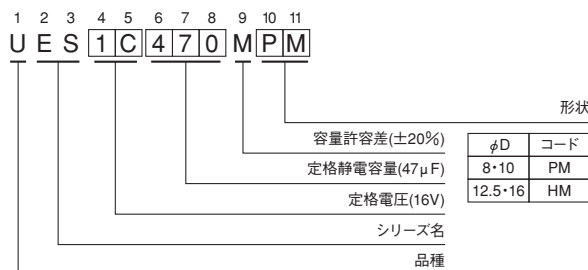 1 2 3 4 5 6 7 8 9 10 11
U E S 1 C 4 7 0 M P M
形状
容量許容差(±20%)
定格静電容量(47μF)
定格電圧(16V)
シリーズ名
品種
φD コード
8・10 PM
12.5・16 HM